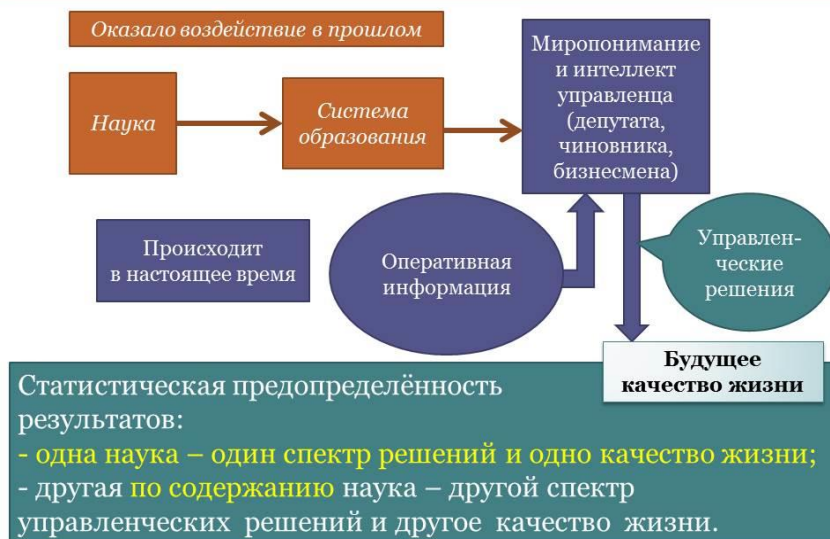 Оказало воздействие в прошлом
Миропонимание
и интеллект
управленца
(депутата,
чиновника,
бизнесмена)
Наука
Система
образования
Происходит
в настоящее время
Оперативная
информация
Управлен-
ческие
решения
Будущее
качество жизни
Статистическая предопределённость
результатов:
- одна наука – один спектр решений и одно качество жизни;
- другая по содержанию наука – другой спектр
управленческих решений и другое качество жизни.